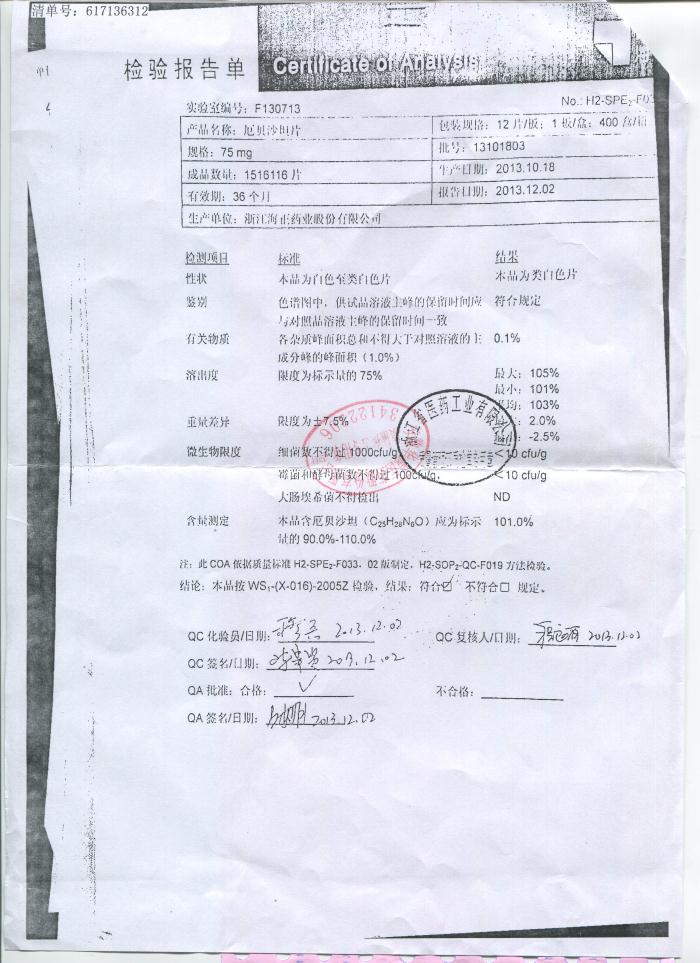 清单号: 617136312
检验报告单
Certificate of Analysis
实验室编号: F130713
No.: H2-SPE₂-F03
产品名称: 厄贝沙坦片
包装规格: 12 片/板; 1 板/盒; 400 盒/箱
规格: 75 mg
批号: 13101803
成品数量: 1516116 片
生产日期: 2013.10.18
有效期: 36 个月
报告日期: 2013.12.02
生产单位: 浙江海正药业股份有限公司
检测项目 标准 结果
性状 本品为白色至类白色片 本品为类白色片
鉴别 色谱图中，供试品溶液主峰的保留时间应 符合规定
与对照品溶液主峰的保留时间一致
有关物质 各杂质峰面积总和不得大于对照溶液的主 0.1%
成分峰的峰面积（1.0%）
溶出度 限度为标示量的 75% 最大: 105%
最小: 101%
平均: 103%
重量差异 限度为±7.5% 2.0%
-2.5%
微生物限度 细菌数不得过 1000cfu/g, <10 cfu/g
霉菌和酵母菌数不得过 100cfu/g, <10 cfu/g
大肠埃希菌不得检出 ND
含量测定 本品含厄贝沙坦（C₂₅H₂₈N₆O）应为标示 101.0%
量的 90.0%-110.0%
注: 此 COA 依据质量标准 H2-SPE₂-F033, 02 版制定, H2-SOP₂-QC-F019 方法检验。
结论: 本品按 WS₁-(X-016)-2005Z 检验, 结果: 符合☑ 不符合☐ 规定。
QC 化验员/日期: 2013.12.02
QC 复核人/日期: 2013.12.02
QC 签名/日期: 2013.12.02
QA 批准: 合格: ✓ 不合格:
QA 签名/日期: 2013.12.02